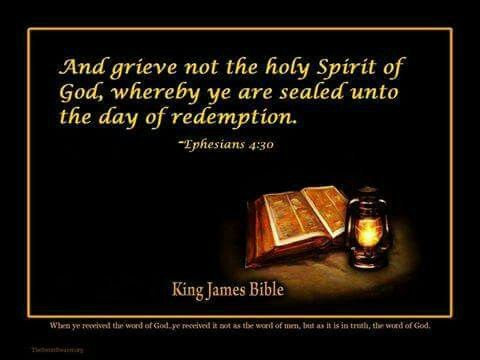 And grieve not the holy Spirit of
God, whereby ye are sealed unto
the day of redemption.
-Ephesians 4:30
King James Bible
When ye received the word of God..ye received it not as the word of men, but as it is in truth, the word of God.